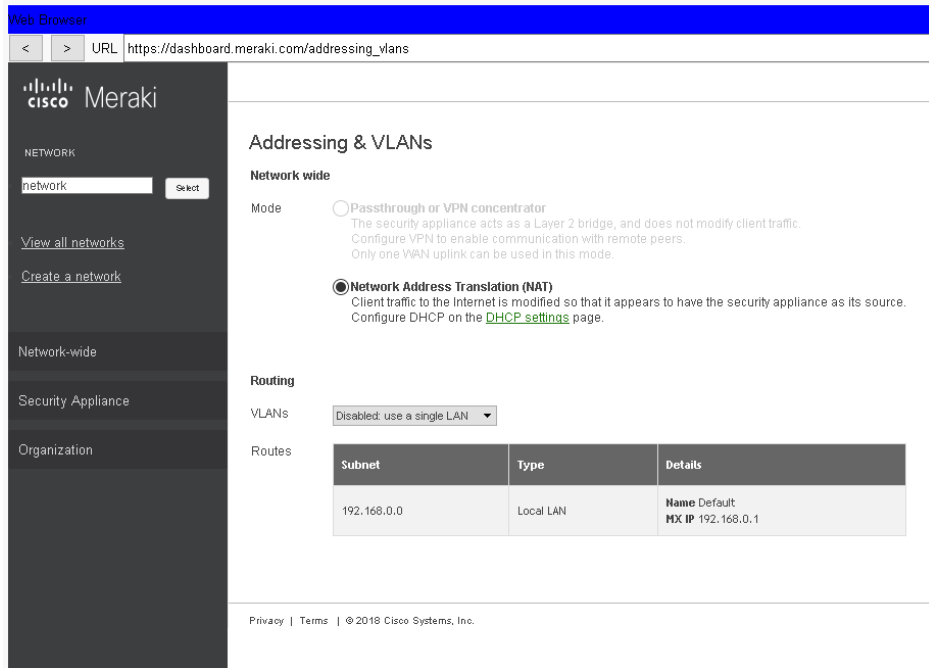 Web Browser
< > URL https://dashboard.meraki.com/addressing_vlans
cisco Meraki
NETWORK
network Select
View all networks
Create a network
Network-wide
Security Appliance
Organization
Addressing & VLANs
Network wide
Mode
Passthrough or VPN concentrator
The security appliance acts as a Layer 2 bridge, and does not modify client traffic.
Configure VPN to enable communication with remote peers.
Only one WAN uplink can be used in this mode.
Network Address Translation (NAT)
Client traffic to the Internet is modified so that it appears to have the security appliance as its source.
Configure DHCP on the DHCP settings page.
Routing
VLANs Disabled: use a single LAN
Routes
Subnet Type Details
192.168.0.0 Local LAN Name Default
MX IP 192.168.0.1
Privacy | Terms | © 2018 Cisco Systems, Inc.